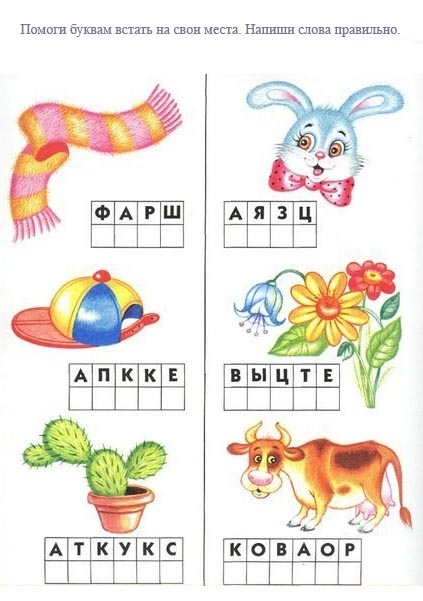 Помоги буквам встать на свои места. Напиши слова правильно.
ФАРШ
АЯЗЦ
АПККЕ
ВЫЦТЕ
АТКУКС
КОВАОР